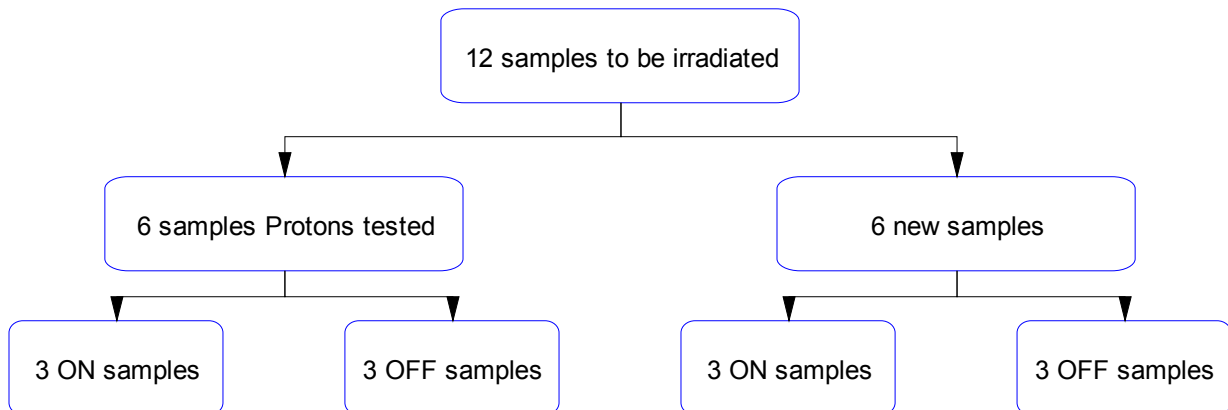 12 samples to be irradiated
6 samples Protons tested
6 new samples
3 ON samples
3 OFF samples
3 ON samples
3 OFF samples